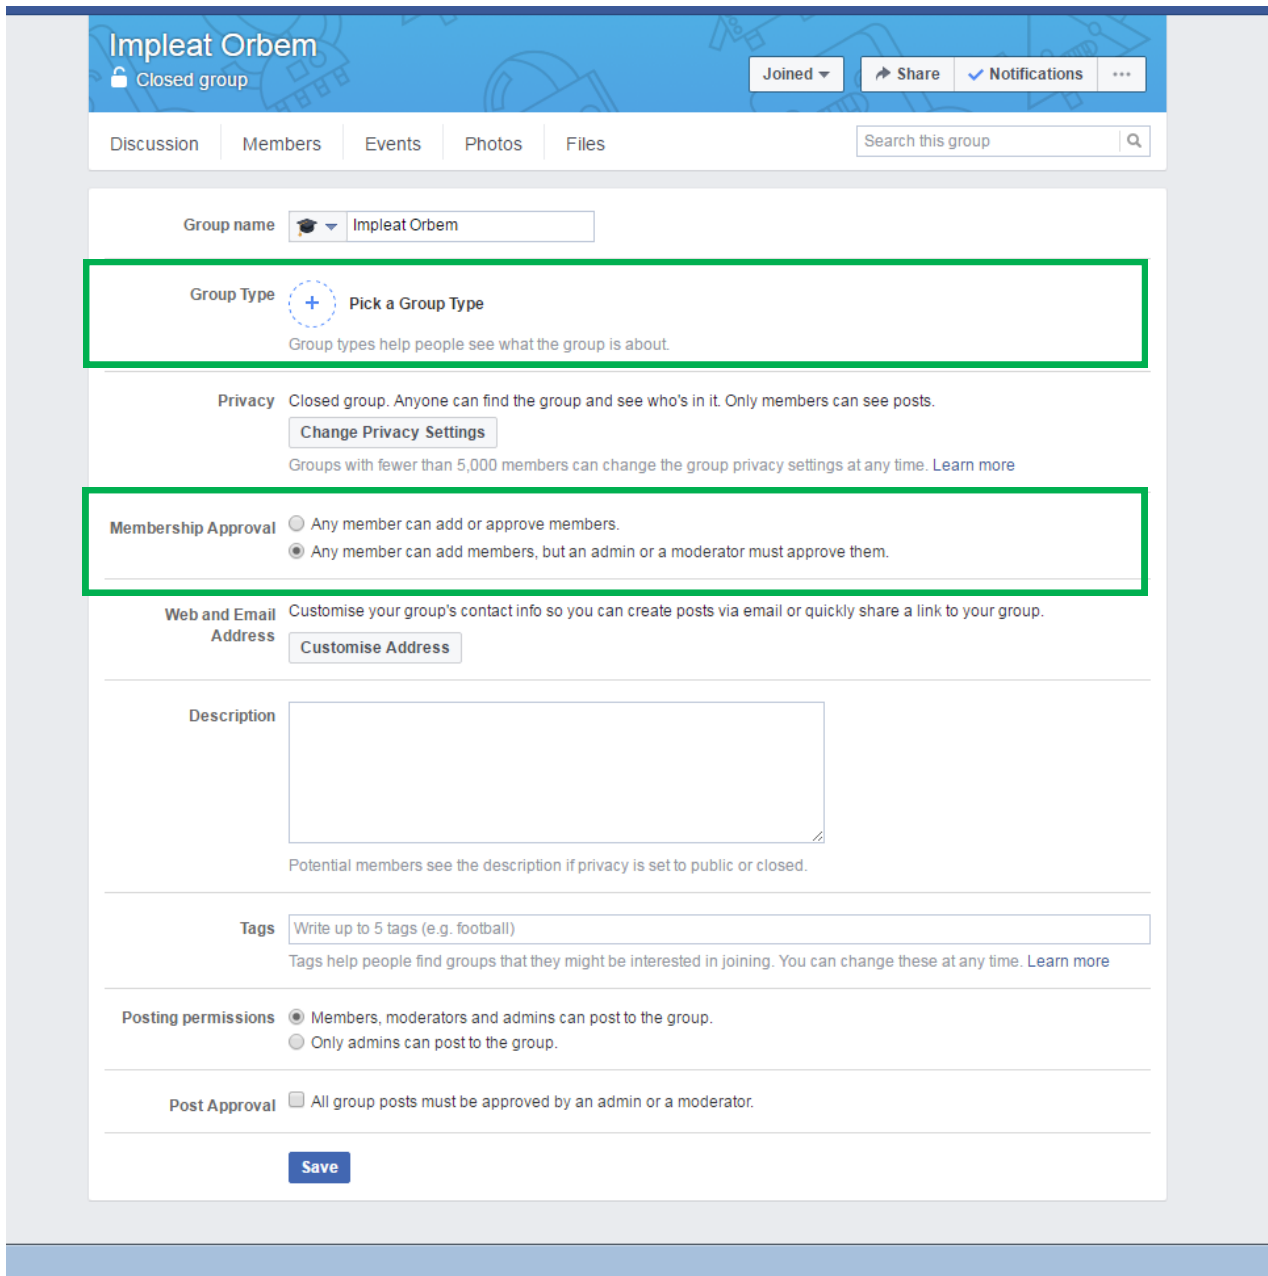 Impleat Orbem
Closed group
Joined
Share
Notifications
Discussion
Members
Events
Photos
Files
Search this group
Group name
Impleat Orbem
Group Type
Pick a Group Type
Group types help people see what the group is about.
Privacy
Closed group. Anyone can find the group and see who's in it. Only members can see posts.
Change Privacy Settings
Groups with fewer than 5,000 members can change the group privacy settings at any time. Learn more
Membership Approval
Any member can add or approve members.
Any member can add members, but an admin or a moderator must approve them.
Web and Email
Address
Customise your group's contact info so you can create posts via email or quickly share a link to your group.
Customise Address
Description
Potential members see the description if privacy is set to public or closed.
Tags
Write up to 5 tags (e.g. football)
Tags help people find groups that they might be interested in joining. You can change these at any time. Learn more
Posting permissions
Members, moderators and admins can post to the group.
Only admins can post to the group.
Post Approval
All group posts must be approved by an admin or a moderator.
Save